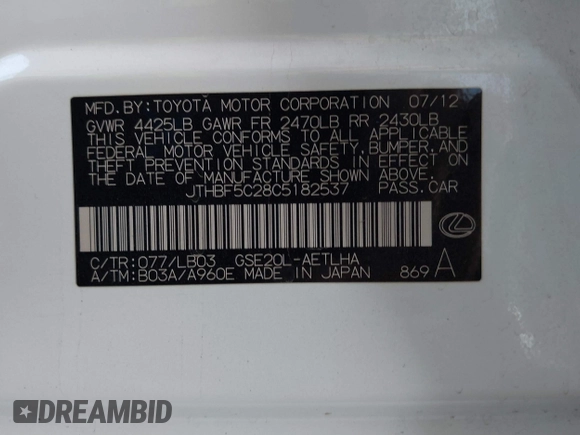 MFD. BY: TOYOTA MOTOR CORPORATION 07/12
GVWR 4425LB GAWR FR 2470LB RR 2430LB
THIS VEHICLE CONFORMS TO ALL APPLICABLE
FEDERAL MOTOR VEHICLE SAFETY, BUMPER, AND
THEFT PREVENTION STANDARDS IN EFFECT ON
THE DATE OF MANUFACTURE SHOWN ABOVE.
JTHBF5C28C5182537 PASS.CAR
C/TR: 077/LB03 GSE20L-AETLHA
A/TM: B03A/A960E MADE IN JAPAN 869 A
DREAMBID